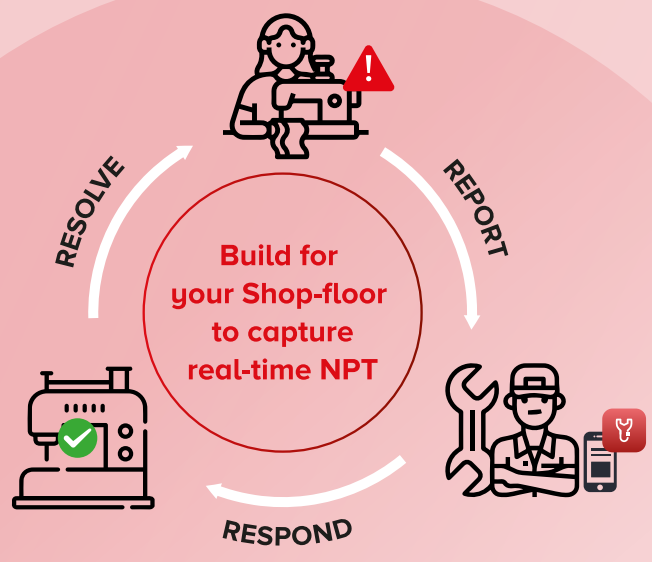 RESOLVE
REPORT
Build for
your Shop-floor
to capture
real-time NPT
RESPOND